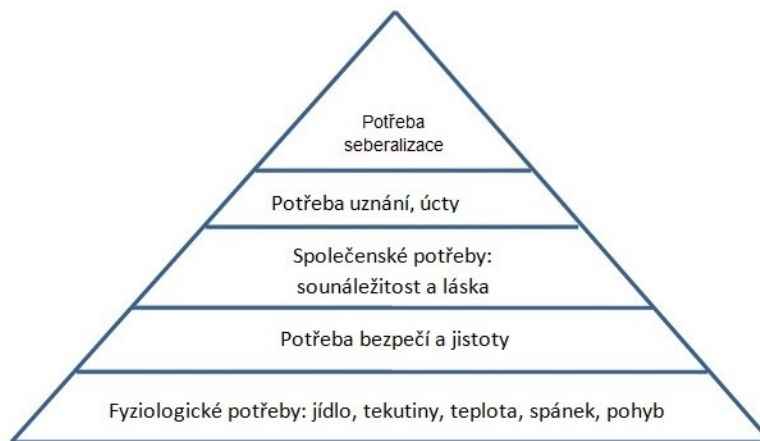 Potřeba
seberalizace
Potřeba uznání, úcty
Společenské potřeby:
sounáležitost a láska
Potřeba bezpečí a jistoty
Fyziologické potřeby: jídlo, tekutiny, teplota, spánek, pohyb